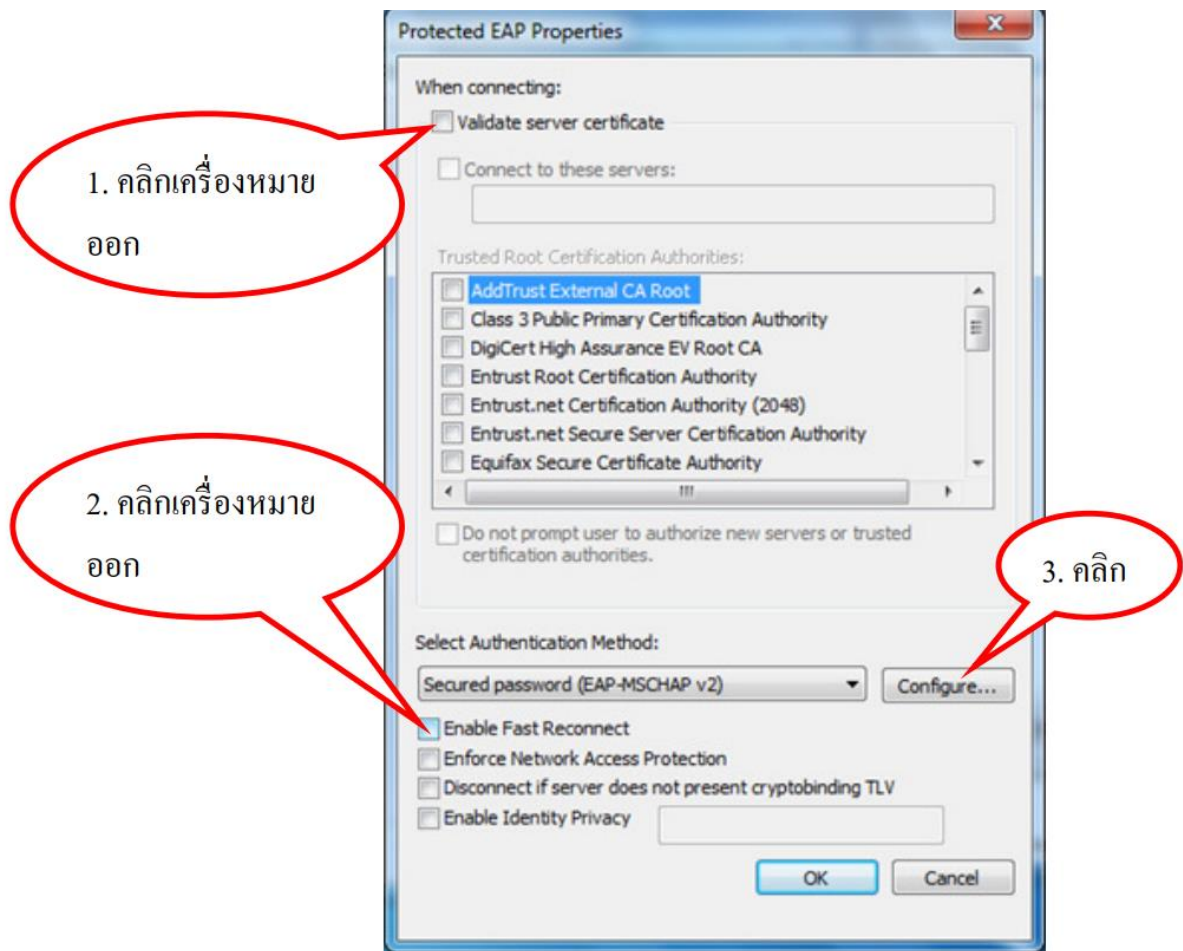 Protected EAP Properties
When connecting:
Validate server certificate
1. คลิกเครื่องหมาย
ออก
Connect to these servers:
Trusted Root Certification Authorities:
AddTrust External CA Root
Class 3 Public Primary Certification Authority
DigiCert High Assurance EV Root CA
Entrust Root Certification Authority
Entrust.net Certification Authority (2048)
Entrust.net Secure Server Certification Authority
Equifax Secure Certificate Authority
2. คลิกเครื่องหมาย
ออก
Do not prompt user to authorize new servers or trusted
certification authorities.
3. คลิก
Select Authentication Method:
Secured password (EAP-MSCHAP v2)
Configure...
Enable Fast Reconnect
Enforce Network Access Protection
Disconnect if server does not present cryptobinding TLV
Enable Identity Privacy
OK
Cancel